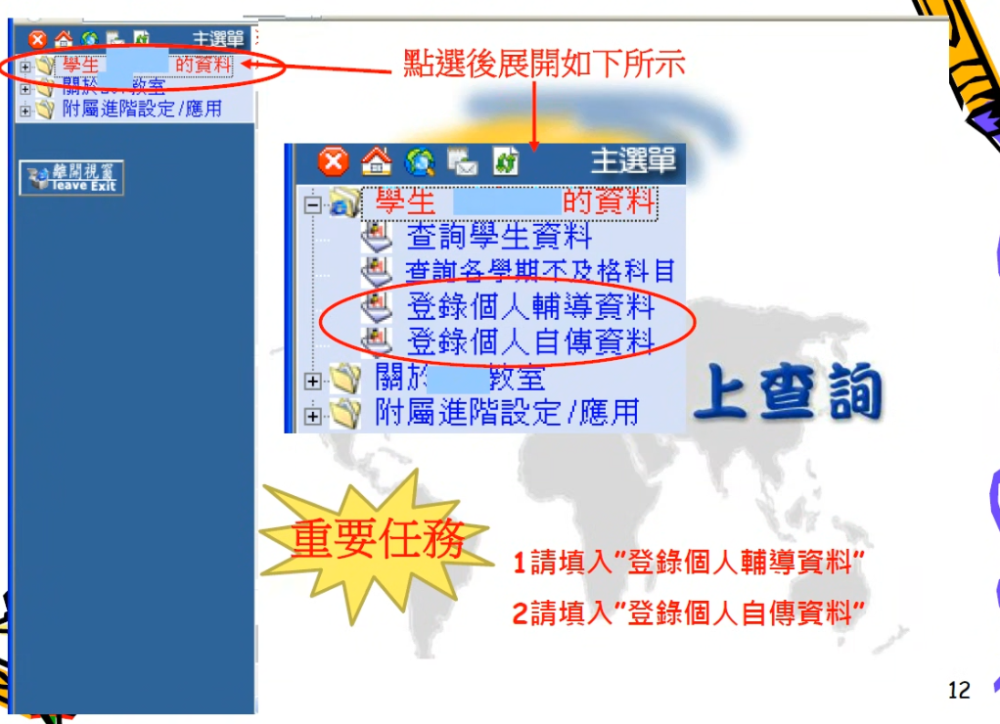 主選單
學生 的資料
關於 教室
附屬進階設定/應用
離開視窗
leave Exit
點選後展開如下所示
主選單
學生 的資料
查詢學生資料
查詢各學期不及格科目
登錄個人輔導資料
登錄個人自傳資料
關於 教室
附屬進階設定/應用
上查詢
重要任務
1請填入"登錄個人輔導資料"
2請填入"登錄個人自傳資料"
12